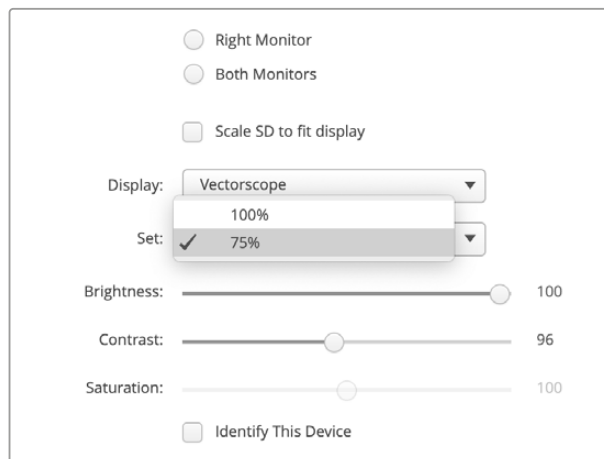 Right Monitor
Both Monitors
Scale SD to fit display
Display: Vectorscope
100%
Set: 75%
Brightness: 100
Contrast: 96
Saturation: 100
Identify This Device